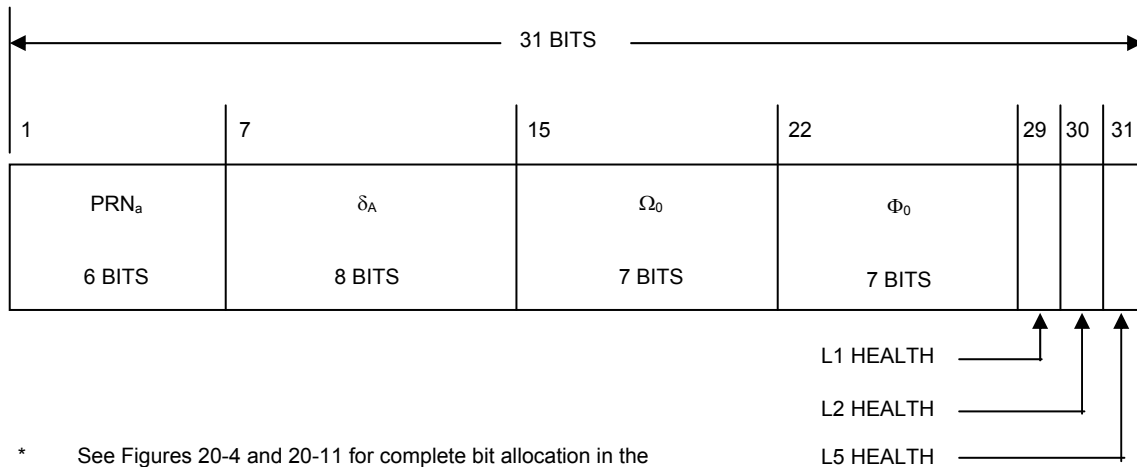 31 BITS
1 7 15 22 29 30 31
PRNₐ δ_A Ω₀ Φ₀
6 BITS 8 BITS 7 BITS 7 BITS
L1 HEALTH
L2 HEALTH
L5 HEALTH
* See Figures 20-4 and 20-11 for complete bit allocation in the